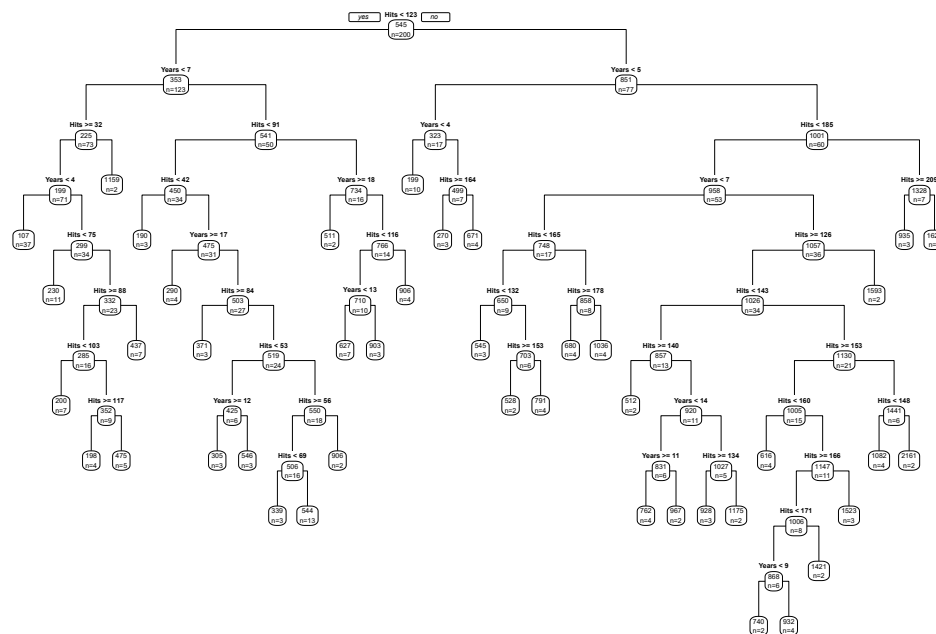 yes Hits < 123 no
545
n=200
Years < 7 Years < 5
353 851
n=123 n=77
Hits >= 32 Hits < 91 Years < 4 Hits < 185
225 541 323 1001
n=73 n=50 n=17 n=60
Years < 4 1159 Hits < 42 Years >= 18 199 Hits >= 164 Years < 7 Hits >= 209
199 n=2 450 734 n=10 499 958 1328
n=71 n=34 n=16 n=7 n=53 n=7
107 Hits < 75 190 Years >= 17 511 Hits < 116 270 671 Hits < 165 Hits >= 126 935
n=37 299 n=3 475 n=2 766 n=3 n=4 748 1057 n=3
n=34 n=31 n=14 n=17 n=36
230 Hits >= 88 290 Hits >= 84 Years < 13 906 Hits < 132 Hits >= 178 Hits < 143 1593
n=11 332 n=4 503 710 n=4 650 858 1026 n=2
n=23 n=27 n=10 n=9 n=8 n=34
Hits < 103 437 371 Hits < 53 627 903 545 Hits >= 153 680 1036 Hits >= 140 Hits >= 153
285 n=7 n=3 519 n=7 n=3 n=3 703 n=4 n=4 857 1130
n=16 n=24 n=6 n=13 n=21
200 Hits >= 117 Years >= 12 Hits >= 56 528 791 512 Years < 14 Hits < 160 Hits < 148
n=7 352 425 550 n=2 n=4 n=2 920 1005 1441
n=9 n=6 n=18 n=11 n=15 n=6
198 475 305 546 Hits < 69 906 Years >= 11 Hits >= 134 616 Hits >= 166 1082 2161
n=4 n=5 n=3 n=3 506 n=2 831 1027 n=4 1147 n=4 n=2
n=16 n=6 n=5 n=11
339 544 762 967 928 1175 Hits < 171 1523
n=3 n=13 n=4 n=2 n=3 n=2 1006 n=3
n=8
Years < 9 1421
868 n=2
n=6
740 932
n=2 n=4